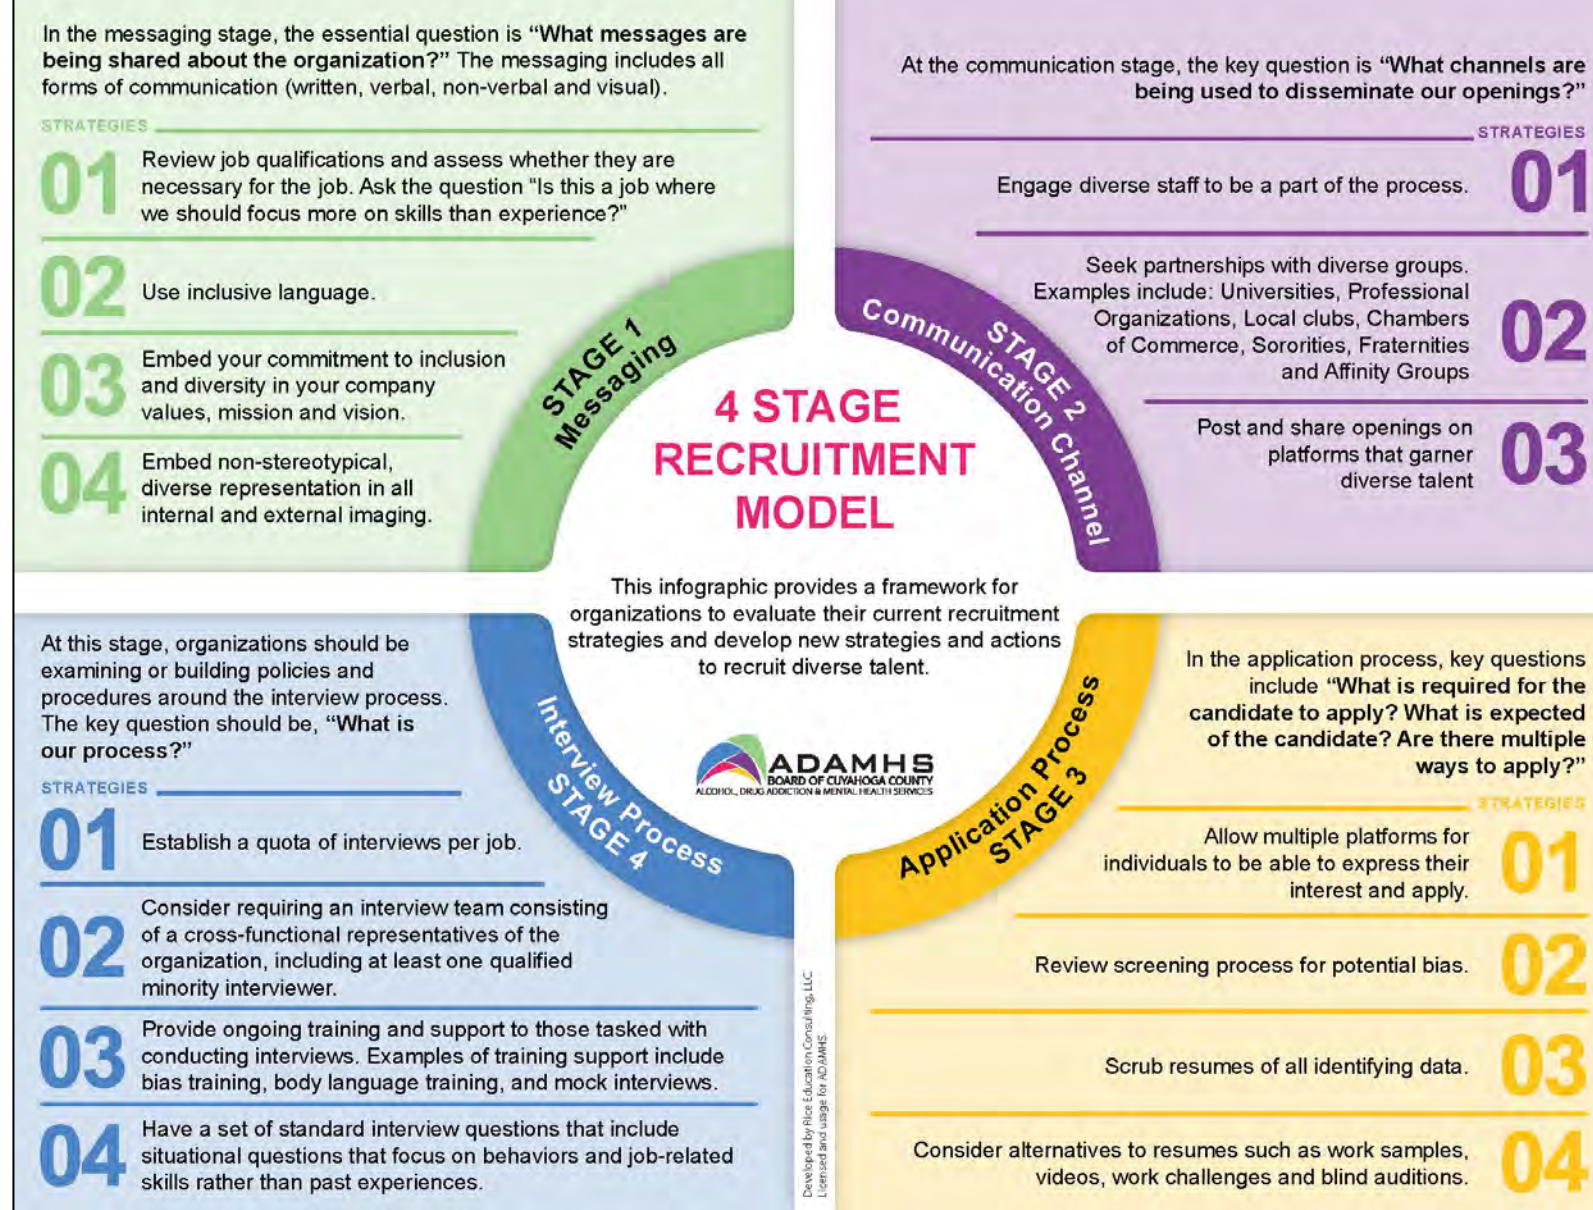 In the messaging stage, the essential question is “What messages are
being shared about the organization?” The messaging includes all
forms of communication (written, verbal, non-verbal and visual).
STRATEGIES
01
Review job qualifications and assess whether they are
necessary for the job. Ask the question "Is this a job where
we should focus more on skills than experience?"
02
Use inclusive language.
03
Embed your commitment to inclusion
and diversity in your company
values, mission and vision.
04
Embed non-stereotypical,
diverse representation in all
internal and external imaging.
STAGE 1
Messaging
At the communication stage, the key question is “What channels are
being used to disseminate our openings?”
STRATEGIES
Engage diverse staff to be a part of the process.
01
Seek partnerships with diverse groups.
Examples include: Universities, Professional
Organizations, Local clubs, Chambers
of Commerce, Sororities, Fraternities
and Affinity Groups
02
Post and share openings on
platforms that garner
diverse talent
03
STAGE 2
Communication Channel
4 STAGE
RECRUITMENT
MODEL
This infographic provides a framework for
organizations to evaluate their current recruitment
strategies and develop new strategies and actions
to recruit diverse talent.
ADAMHS
BOARD OF CUYAHOGA COUNTY
ALCOHOL, DRUG ADDICTION & MENTAL HEALTH SERVICES
In the application process, key questions
include “What is required for the
candidate to apply? What is expected
of the candidate? Are there multiple
ways to apply?”
STRATEGIES
Allow multiple platforms for
individuals to be able to express their
interest and apply.
01
Review screening process for potential bias.
02
Scrub resumes of all identifying data.
03
Consider alternatives to resumes such as work samples,
videos, work challenges and blind auditions.
04
Application Process
STAGE 3
At this stage, organizations should be
examining or building policies and
procedures around the interview process.
The key question should be, “What is
our process?”
STRATEGIES
01
Establish a quota of interviews per job.
02
Consider requiring an interview team consisting
of a cross-functional representatives of the
organization, including at least one qualified
minority interviewer.
03
Provide ongoing training and support to those tasked with
conducting interviews. Examples of training support include
bias training, body language training, and mock interviews.
04
Have a set of standard interview questions that include
situational questions that focus on behaviors and job-related
skills rather than past experiences.
Interview Process
STAGE 4
Developed by Rice Education Consulting, LLC
Licensed and usage for ADAMHS.